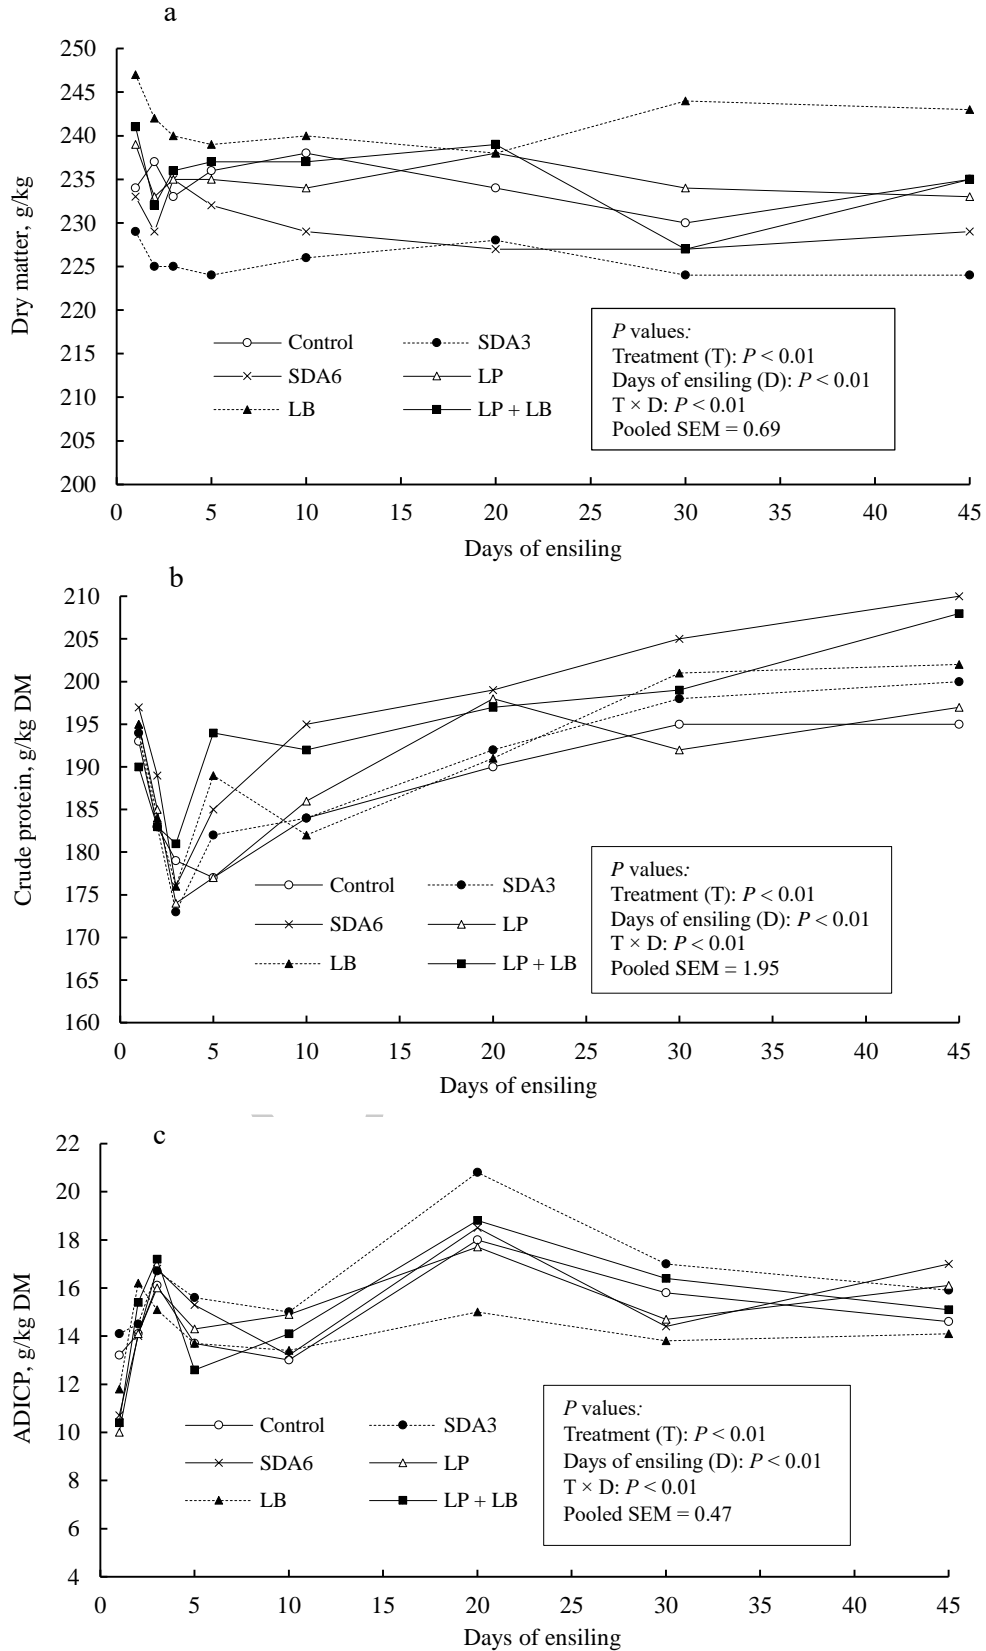 a
250
245
240
235
230
225
220
215
210
205
200
Dry matter, g/kg
Control SDA3
SDA6 LP
LB LP + LB
P values:
Treatment (T): P < 0.01
Days of ensiling (D): P < 0.01
T × D: P < 0.01
Pooled SEM = 0.69
0 5 10 15 20 25 30 35 40 45
Days of ensiling
b
210
205
200
195
190
185
180
175
170
165
160
Crude protein, g/kg DM
Control SDA3
SDA6 LP
LB LP + LB
P values:
Treatment (T): P < 0.01
Days of ensiling (D): P < 0.01
T × D: P < 0.01
Pooled SEM = 1.95
0 5 10 15 20 25 30 35 40 45
Days of ensiling
c
22
20
18
16
14
12
10
8
6
4
ADICP, g/kg DM
Control SDA3
SDA6 LP
LB LP + LB
P values:
Treatment (T): P < 0.01
Days of ensiling (D): P < 0.01
T × D: P < 0.01
Pooled SEM = 0.47
0 5 10 15 20 25 30 35 40 45
Days of ensiling